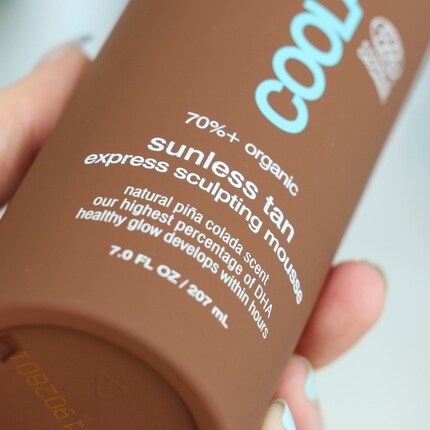 COOLA
70%+ organic
sunless tan
express sculpting mousse
natural piña colada scent
our highest percentage of DHA
healthy glow develops within hours
7.0 FL OZ / 207 mL